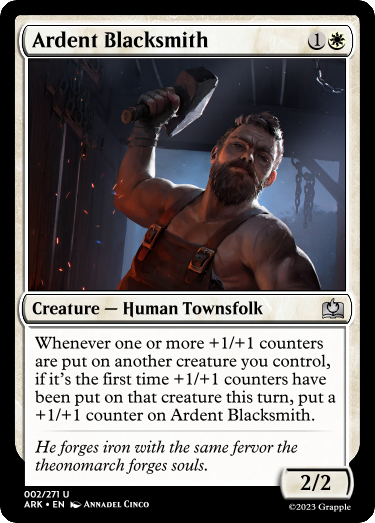 Ardent Blacksmith 1
Creature — Human Townsfolk
Whenever one or more +1/+1 counters
are put on another creature you control,
if it's the first time +1/+1 counters have
been put on that creature this turn, put a
+1/+1 counter on Ardent Blacksmith.
He forges iron with the same fervor the
theonomarch forges souls.
2/2
002/271 U
ARK • EN Annadel Cinco
©2023 Grapple